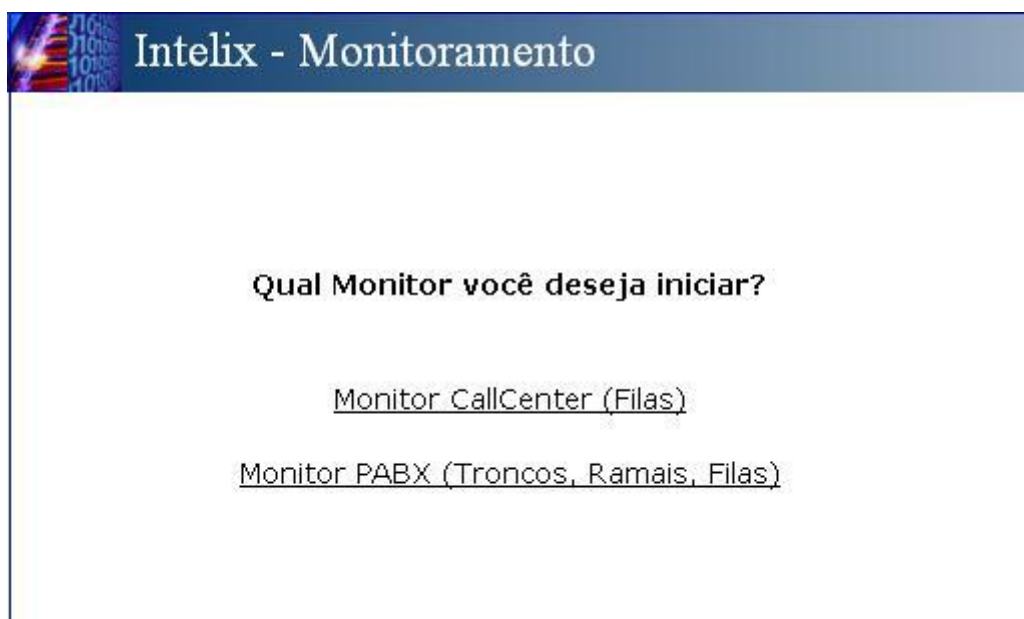 Intelix - Monitoramento
Qual Monitor você deseja iniciar?
Monitor CallCenter (Filas)
Monitor PABX (Troncos, Ramais, Filas)